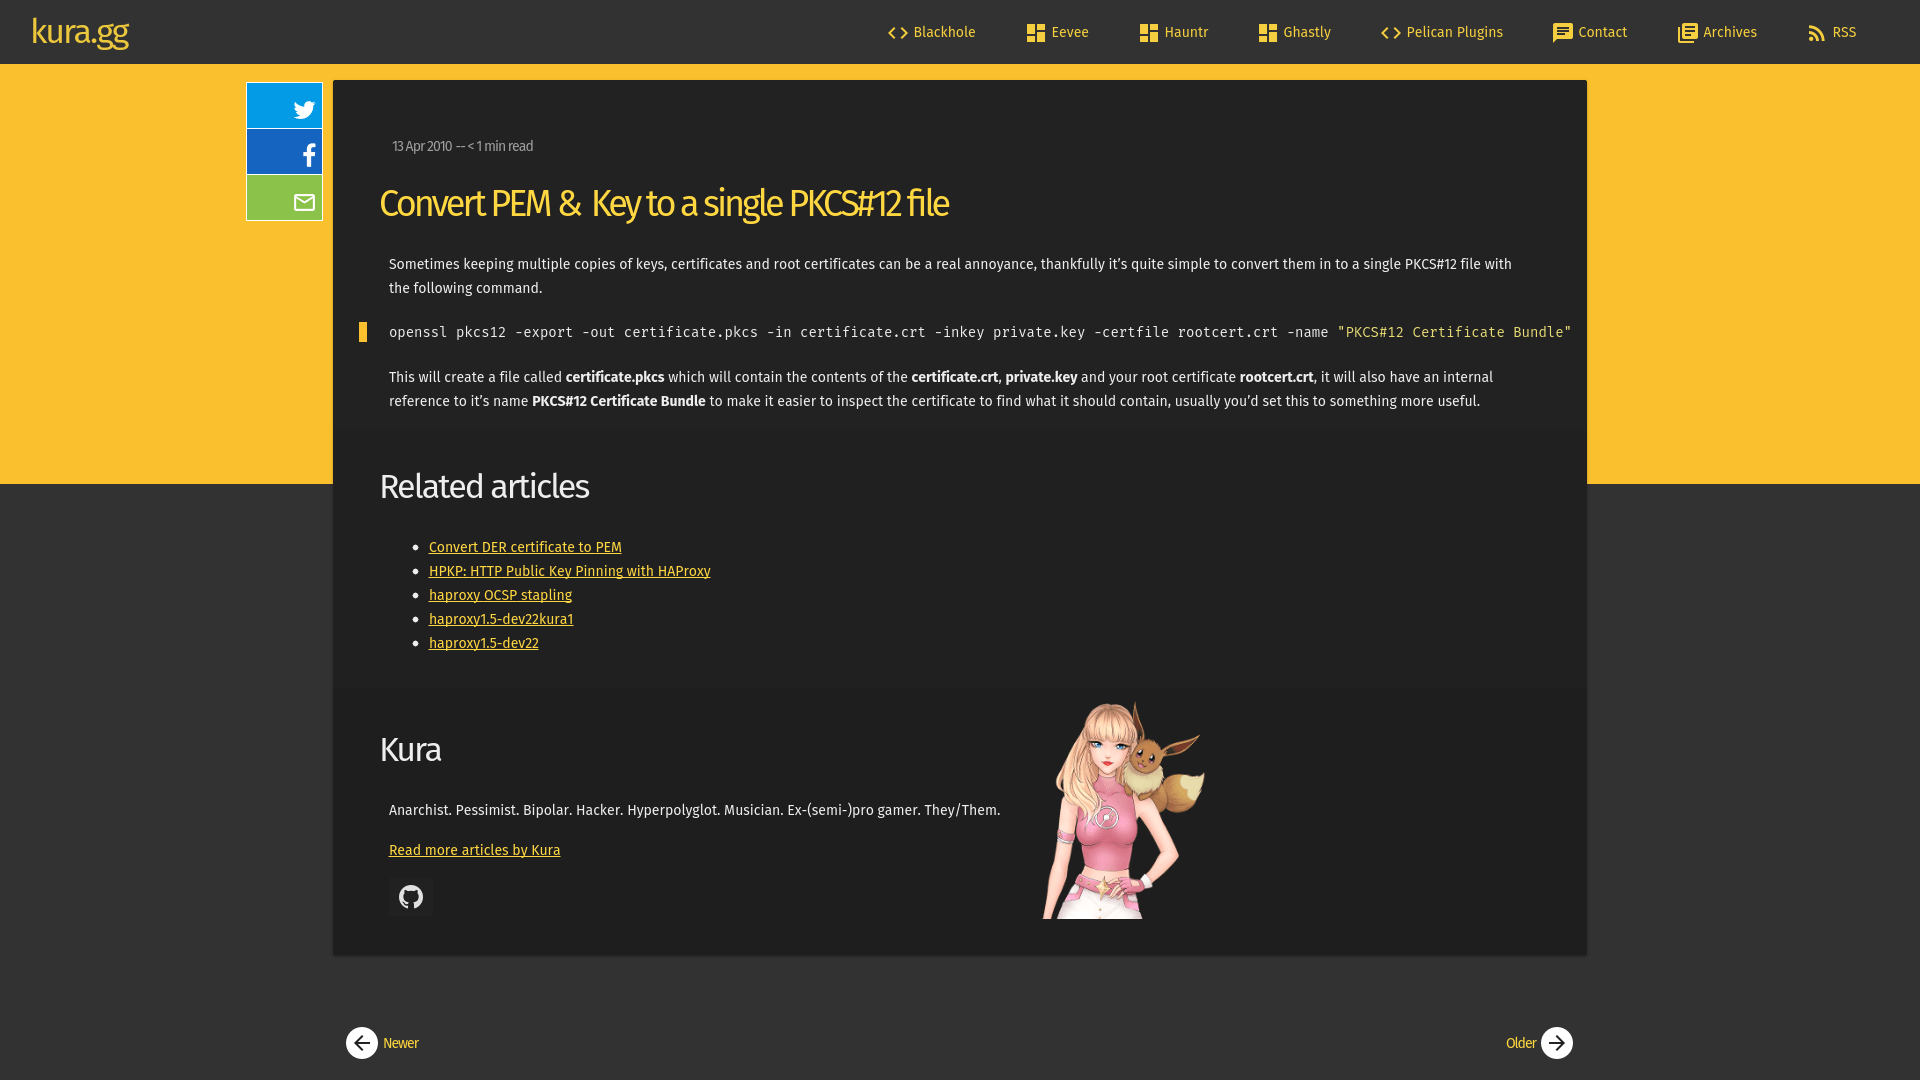 kura.gg
Blackhole
Eevee
Hauntr
Ghastly
Pelican Plugins
Contact
Archives
RSS
13 Apr 2010 -- < 1 min read
Convert PEM & Key to a single PKCS#12 file
Sometimes keeping multiple copies of keys, certificates and root certificates can be a real annoyance, thankfully it’s quite simple to convert them in to a single PKCS#12 file with
the following command.
openssl pkcs12 -export -out certificate.pkcs -in certificate.crt -inkey private.key -certfile rootcert.crt -name "PKCS#12 Certificate Bundle"
This will create a file called certificate.pkcs which will contain the contents of the certificate.crt, private.key and your root certificate rootcert.crt, it will also have an internal
reference to it’s name PKCS#12 Certificate Bundle to make it easier to inspect the certificate to find what it should contain, usually you’d set this to something more useful.
Related articles
Convert DER certificate to PEM
HPKP: HTTP Public Key Pinning with HAProxy
haproxy OCSP stapling
haproxy1.5-dev22kura1
haproxy1.5-dev22
Kura
Anarchist. Pessimist. Bipolar. Hacker. Hyperpolyglot. Musician. Ex-(semi-)pro gamer. They/Them.
Read more articles by Kura
Newer
Older